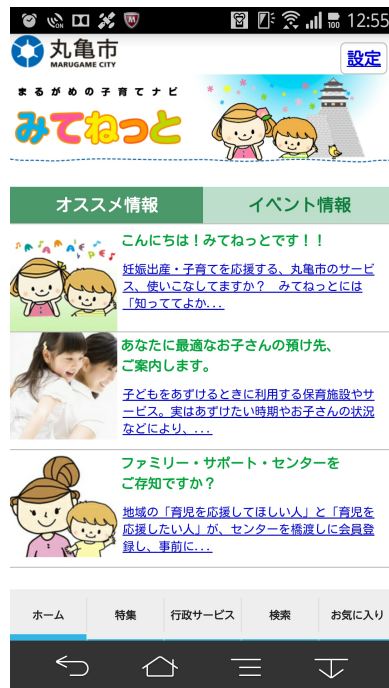 12:55
丸亀市
MARUGAME CITY
設定
まるがめの子育てナビ
みてねっと
オススメ情報
イベント情報
こんにちは！みてねっとです！！
妊娠出産・子育てを応援する、丸亀市のサービ
ス、使いこなしてますか？　みてねっとには
「知っててよか...
あなたに最適なお子さんの預け先、
ご案内します。
子どもをあずけるときに利用する保育施設やサ
ービス。実はあずけたい時期やお子さんの状況
などにより、...
ファミリー・サポート・センターを
ご存知ですか？
地域の「育児を応援してほしい人」と「育児を
応援したい人」が、センターを橋渡しに会員登
録し、事前に...
ホーム
特集
行政サービス
検索
お気に入り